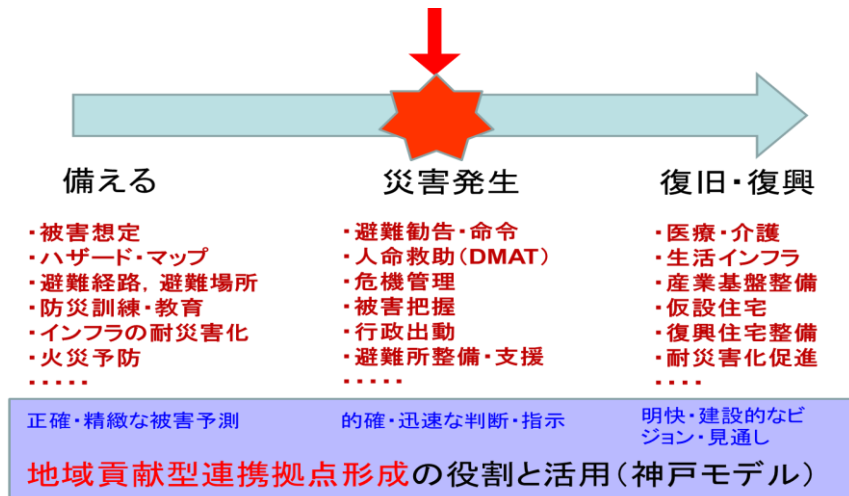 備える
災害発生
復旧・復興
・被害想定
・ハザード・マップ
・避難経路，避難場所
・防災訓練・教育
・インフラの耐災害化
・火災予防
・・・・・
・避難勧告・命令
・人命救助（DMAT）
・危機管理
・被害把握
・行政出動
・避難所整備・支援
・・・・・
・医療・介護
・生活インフラ
・産業基盤整備
・仮設住宅
・復興住宅整備
・耐災害化促進
・・・・
正確・精緻な被害予測
的確・迅速な判断・指示
明快・建設的なビ
ジョン・見通し
地域貢献型連携拠点形成の役割と活用（神戸モデル）